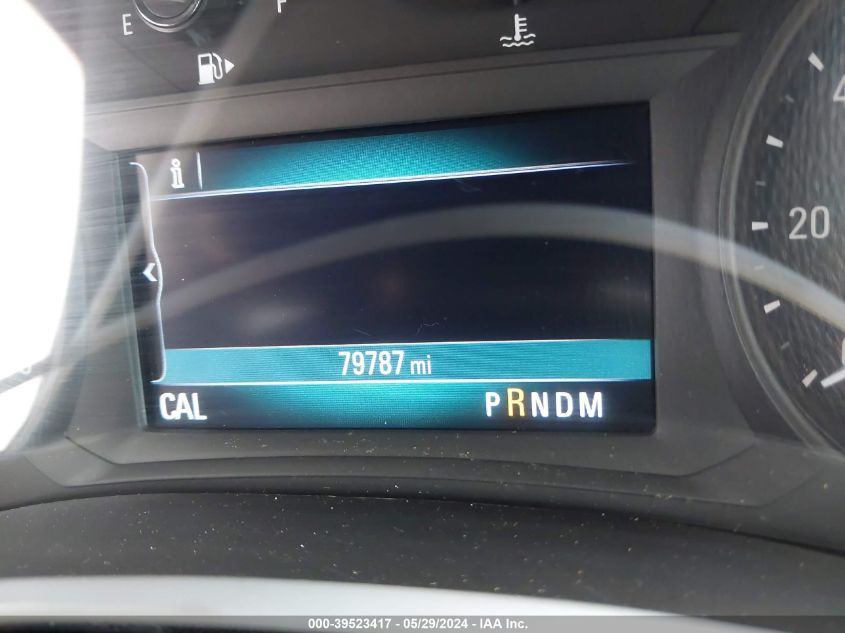 E F
20
79787 mi
CAL PRNDM
000-39523417 - 05/29/2024 - IAA Inc.